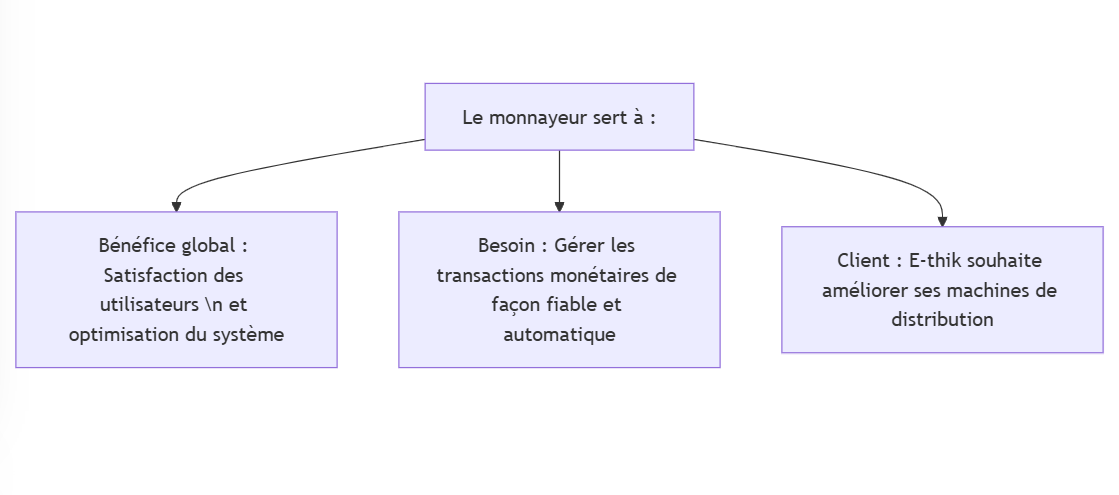 Le monnayeur sert à :
Bénéfice global :
Satisfaction des
utilisateurs \n et
optimisation du système
Besoin : Gérer les
transactions monétaires de
façon fiable et
automatique
Client : E-thik souhaite
améliorer ses machines de
distribution